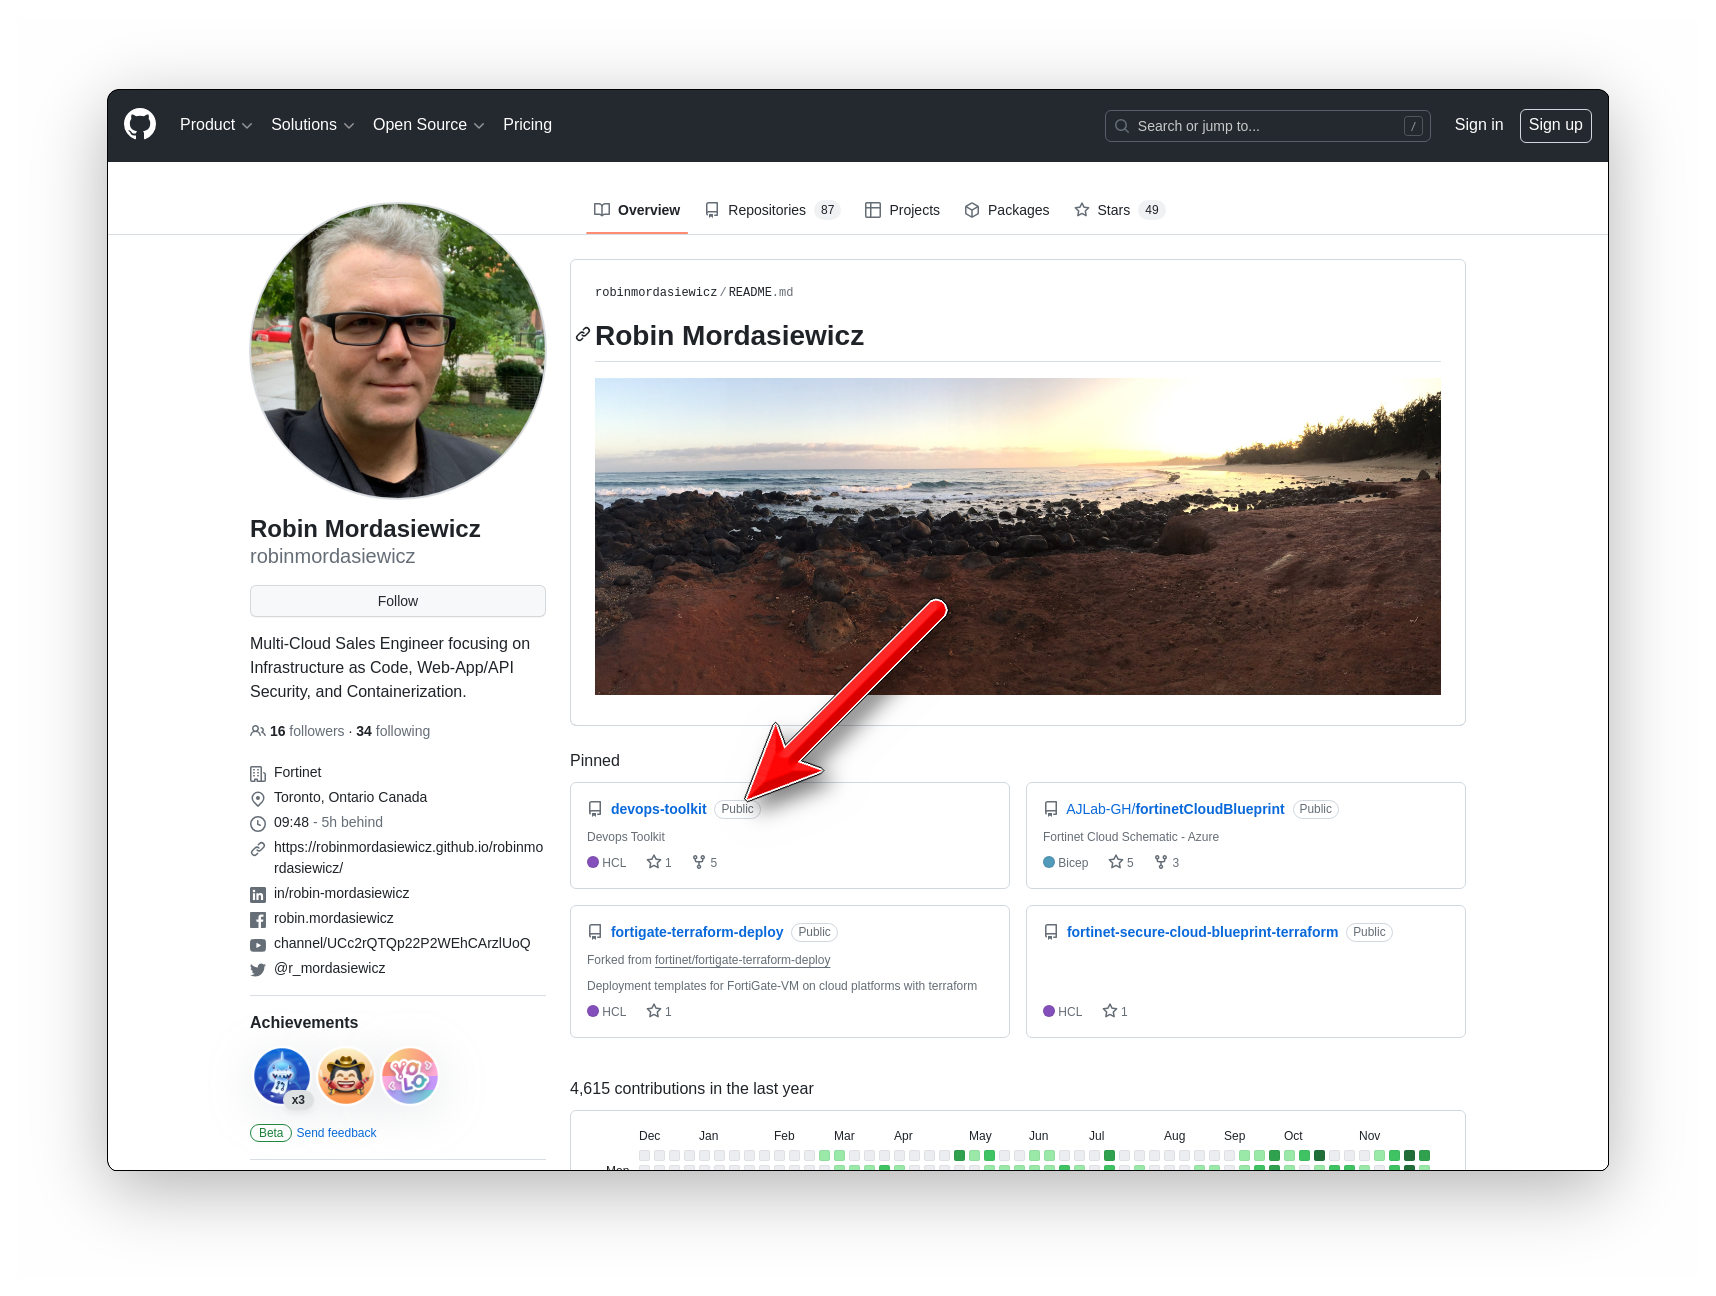 Product
Solutions
Open Source
Pricing
Search or jump to...
/
Sign in
Sign up
Overview
Repositories 87
Projects
Packages
Stars 49
robinmordasiewicz/README.md
Robin Mordasiewicz
Robin Mordasiewicz
robinmordasiewicz
Follow
Multi-Cloud Sales Engineer focusing on
Infrastructure as Code, Web-App/API
Security, and Containerization.
16 followers · 34 following
Fortinet
Toronto, Ontario Canada
09:48 - 5h behind
https://robinmordasiewicz.github.io/robinmo
rdasiewicz/
in/robin-mordasiewicz
robin.mordasiewicz
channel/UCc2rQTQp22P2WEhCArzlUoQ
@r_mordasiewicz
Achievements
x3
YOLO
Beta Send feedback
Pinned
devops-toolkit Public
Devops Toolkit
HCL 1 5
AJLab-GH/fortinetCloudBlueprint Public
Fortinet Cloud Schematic - Azure
Bicep 5 3
fortigate-terraform-deploy Public
Forked from fortinet/fortigate-terraform-deploy
Deployment templates for FortiGate-VM on cloud platforms with terraform
HCL 1
fortinet-secure-cloud-blueprint-terraform Public
HCL 1
4,615 contributions in the last year
Dec Jan Feb Mar Apr May Jun Jul Aug Sep Oct Nov
Mon